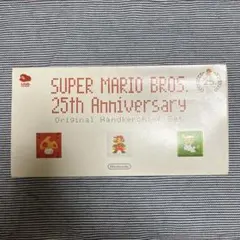 SUPER MARIO BROS.
25th Anniversary
Original Handkerchief Set
Nintendo